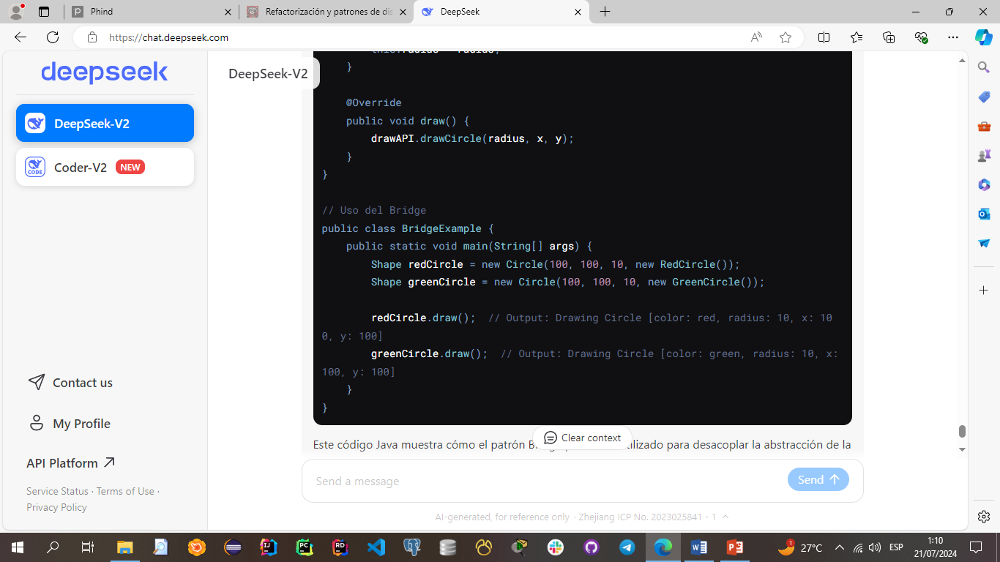 Phind
Refactorización y patrones de dis
DeepSeek
https://chat.deepseek.com
deepseek
DeepSeek-V2
Coder-V2 NEW
CODE
Contact us
My Profile
API Platform
Service Status · Terms of Use ·
Privacy Policy
DeepSeek-V2
}
@Override
public void draw() {
drawAPI.drawCircle(radius, x, y);
}
}
// Uso del Bridge
public class BridgeExample {
public static void main(String[] args) {
Shape redCircle = new Circle(100, 100, 10, new RedCircle());
Shape greenCircle = new Circle(100, 100, 10, new GreenCircle());
redCircle.draw();  // Output: Drawing Circle [color: red, radius: 10, x: 10
0, y: 100]
greenCircle.draw();  // Output: Drawing Circle [color: green, radius: 10, x:
100, y: 100]
}
}
Clear context
Este código Java muestra cómo el patrón para desacoplar la abstracción de la
Send a message
Send
AI-generated, for reference only · Zhejiang ICP No. 2023025841 - 1
27°C
ESP
1:10
21/07/2024